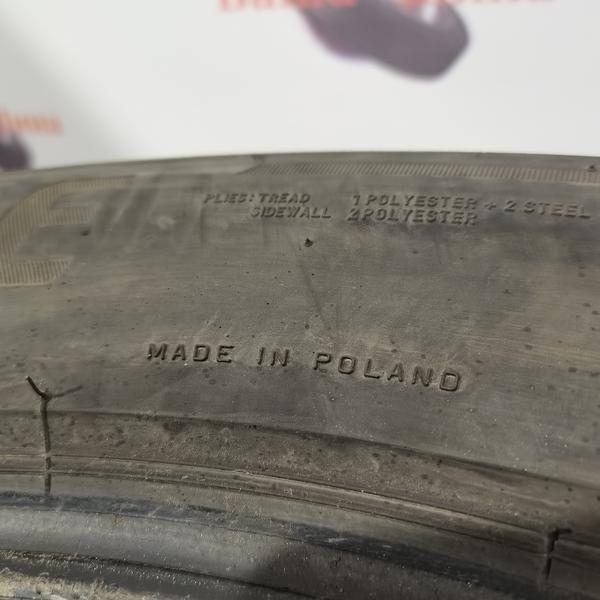 PLIES: TREAD 1 POLYESTER + 2 STEEL
SIDEWALL 2 POLYESTER
MADE IN POLAND